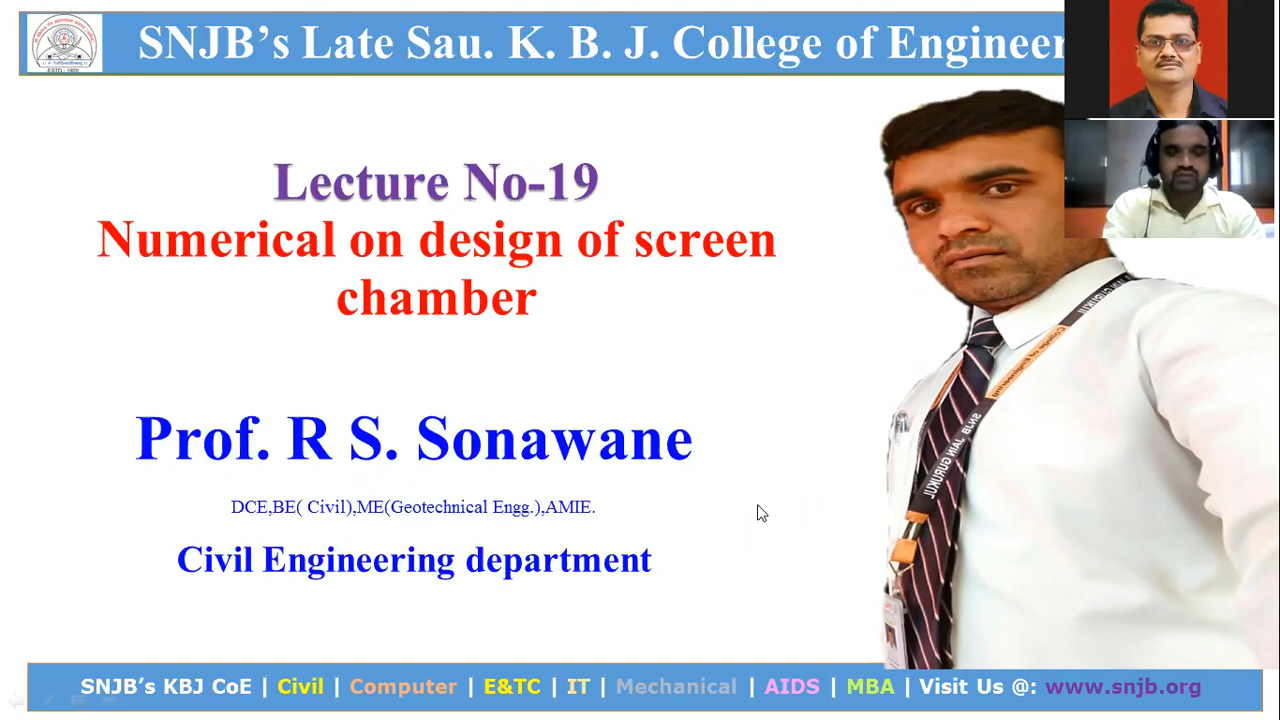 SNJB’s Late Sau. K. B. J. College of Engineer
Lecture No-19
Numerical on design of screen
chamber
Prof. R S. Sonawane
DCE,BE( Civil),ME(Geotechnical Engg.),AMIE.
Civil Engineering department
SNJB’s KBJ CoE | Civil | Computer | E&TC | IT | Mechanical | AIDS | MBA | Visit Us @: www.snjb.org